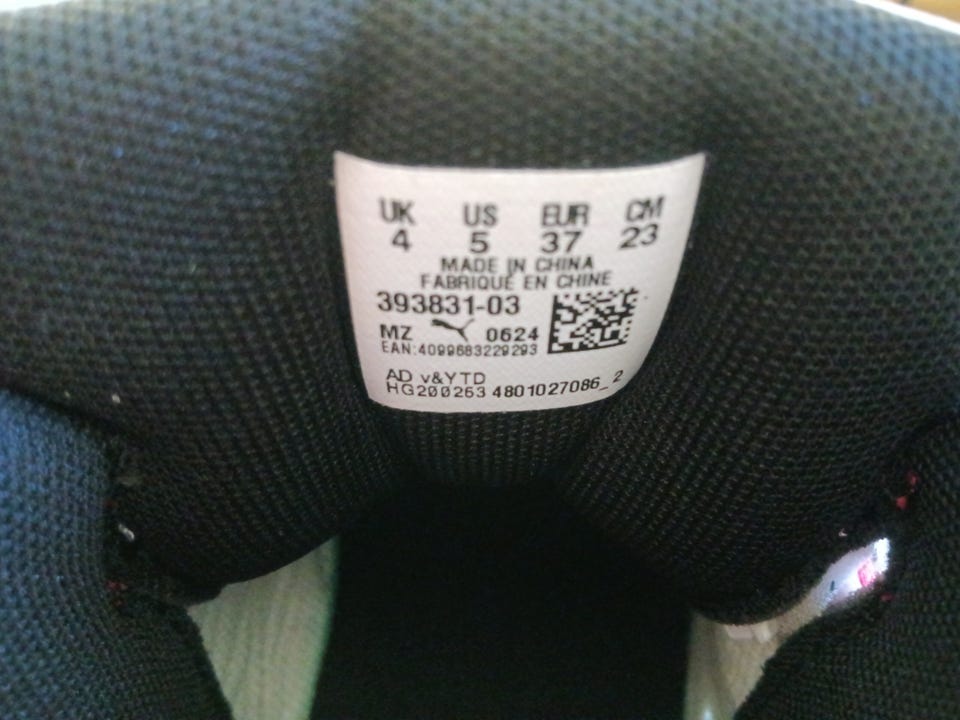 UK US EUR CM
4 5 37 23
MADE IN CHINA
FABRIQUÉ EN CHINE
393831-03
MZ 0624
EAN:4099683229293
AD v&YTD
HG200263 4801027086_2